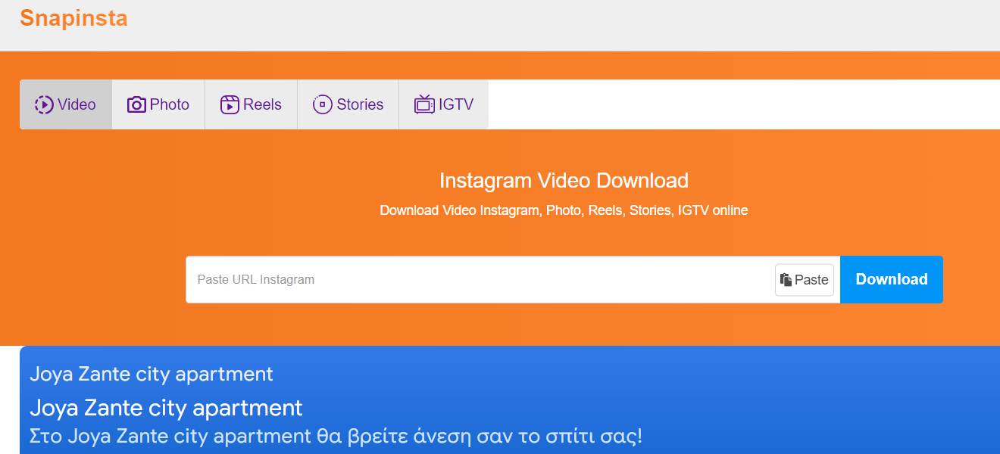 Snapinsta
Video Photo Reels Stories IGTV
Instagram Video Download
Download Video Instagram, Photo, Reels, Stories, IGTV online
Paste URL Instagram Paste Download
Joya Zante city apartment
Joya Zante city apartment
Στο Joya Zante city apartment θα βρείτε άνεση σαν το σπίτι σας!